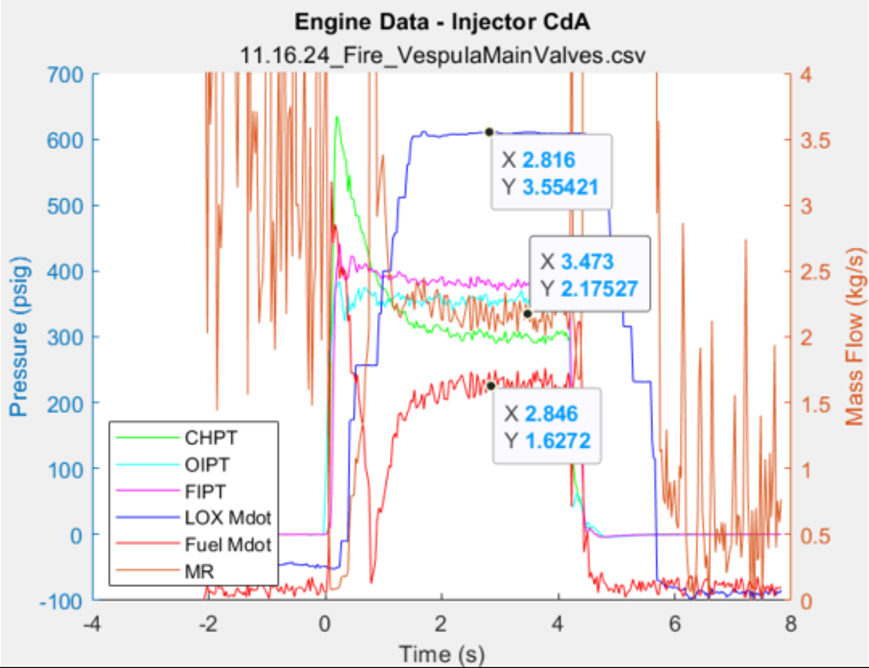 Engine Data - Injector CdA
11.16.24_Fire_VespulaMainValves.csv
700
600
500
400
300
200
100
0
-100
Pressure (psig)
4
3.5
3
2.5
2
1.5
1
0.5
0
Mass Flow (kg/s)
X 2.816
Y 3.55421
X 3.473
Y 2.17527
X 2.846
Y 1.6272
CHPT
OIPT
FIPT
LOX Mdot
Fuel Mdot
MR
-4 -2 0 2 4 6 8
Time (s)